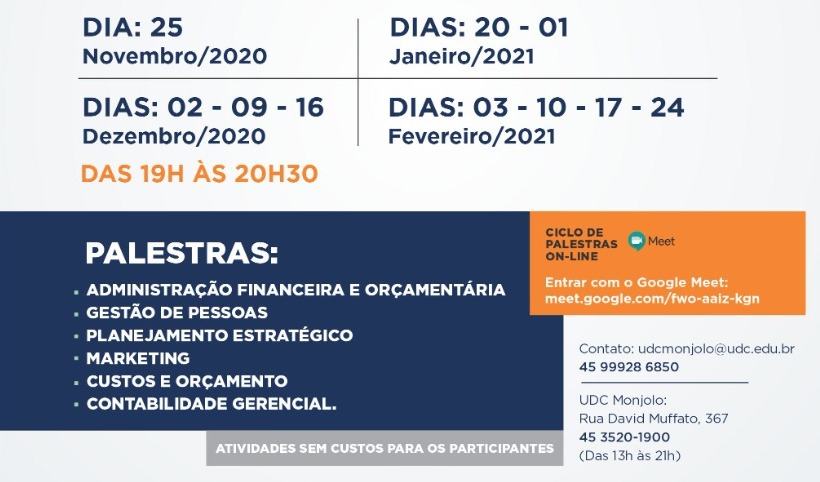 DIA: 25
Novembro/2020
DIAS: 20 - 01
Janeiro/2021
DIAS: 02 - 09 - 16
Dezembro/2020
DIAS: 03 - 10 - 17 - 24
Fevereiro/2021
DAS 19H ÀS 20H30
PALESTRAS:
▪ ADMINISTRAÇÃO FINANCEIRA E ORÇAMENTÁRIA
▪ GESTÃO DE PESSOAS
▪ PLANEJAMENTO ESTRATÉGICO
▪ MARKETING
▪ CUSTOS E ORÇAMENTO
▪ CONTABILIDADE GERENCIAL.
CICLO DE
PALESTRAS
ON-LINE
Meet
Entrar com o Google Meet:
meet.google.com/fwo-aaiz-kgn
Contato: udcmonjolo@udc.edu.br
45 99928 6850
UDC Monjolo:
Rua David Muffato, 367
45 3520-1900
(Das 13h às 21h)
ATIVIDADES SEM CUSTOS PARA OS PARTICIPANTES